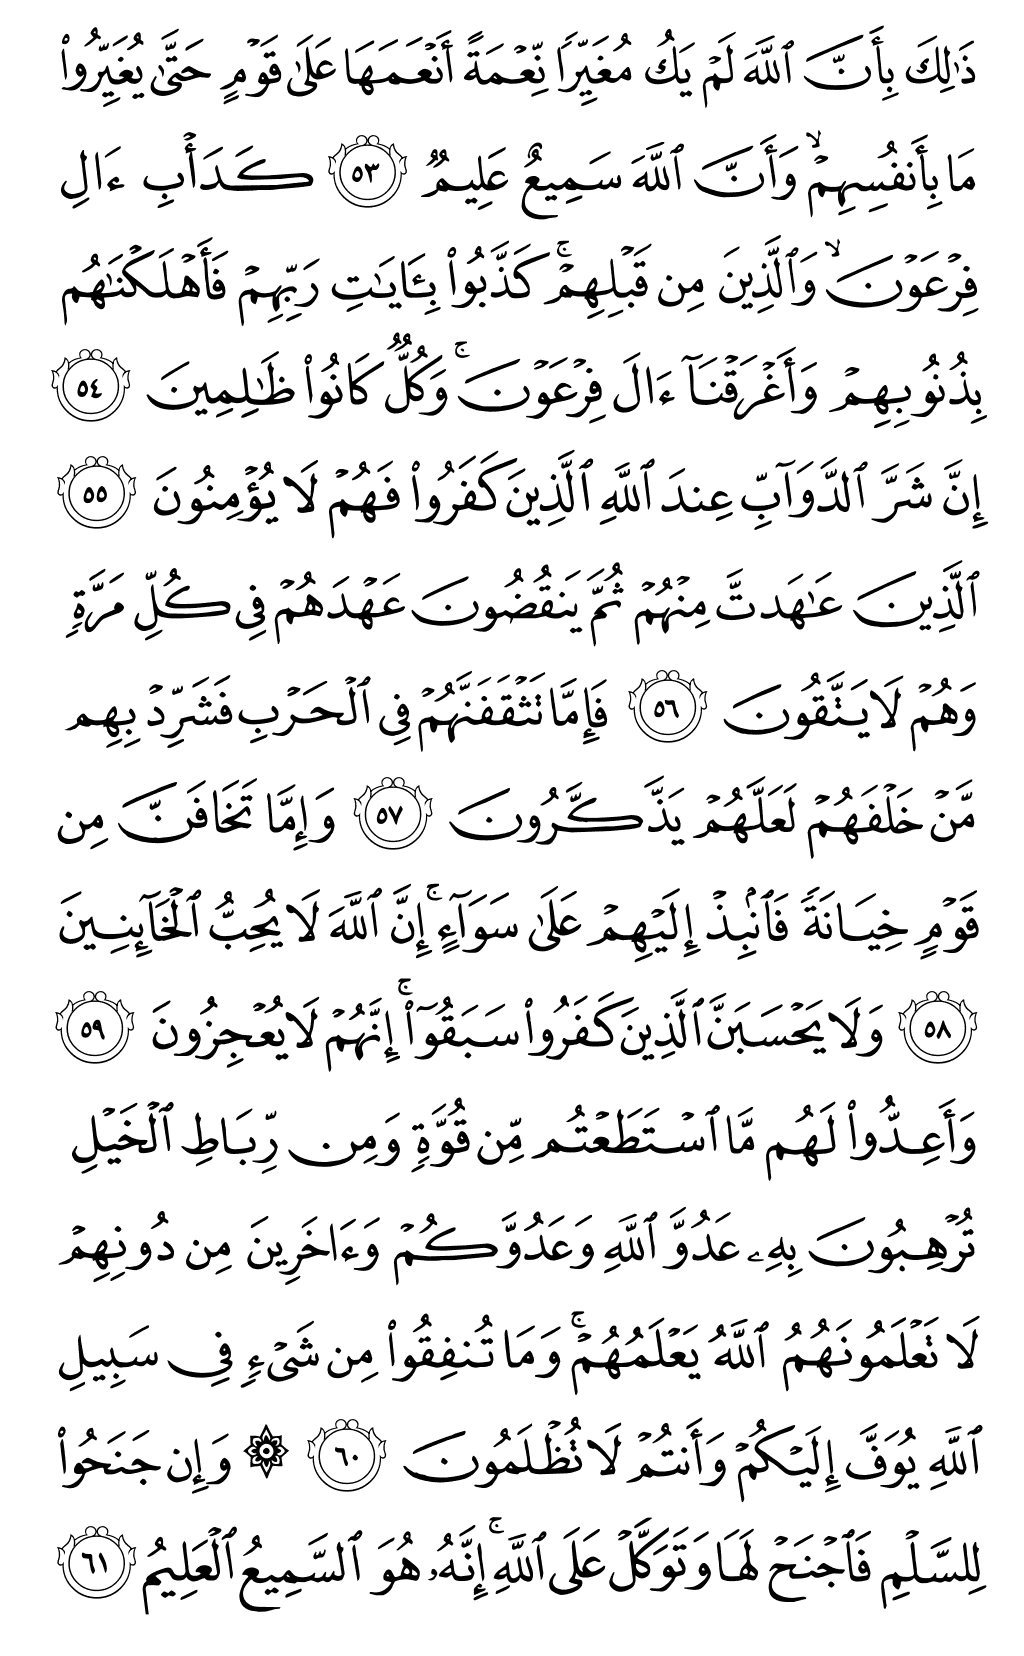 ذَٰلِكَ بِأَنَّ ٱللَّهَ لَمْ يَكُ مُغَيِّرًا نِّعْمَةً أَنْعَمَهَا عَلَىٰ قَوْمٍ حَتَّىٰ يُغَيِّرُوا۟
مَا بِأَنفُسِهِمْ ۙ وَأَنَّ ٱللَّهَ سَمِيعٌ عَلِيمٌ ٥٣ كَدَأْبِ ءَالِ
فِرْعَوْنَ ۙ وَٱلَّذِينَ مِن قَبْلِهِمْ ۚ كَذَّبُوا۟ بِـَٔايَـٰتِ رَبِّهِمْ فَأَهْلَكْنَـٰهُم
بِذُنُوبِهِمْ وَأَغْرَقْنَآ ءَالَ فِرْعَوْنَ ۚ وَكُلٌّ كَانُوا۟ ظَـٰلِمِينَ ٥٤
إِنَّ شَرَّ ٱلدَّوَآبِّ عِندَ ٱللَّهِ ٱلَّذِينَ كَفَرُوا۟ فَهُمْ لَا يُؤْمِنُونَ ٥٥
ٱلَّذِينَ عَـٰهَدتَّ مِنْهُمْ ثُمَّ يَنقُضُونَ عَهْدَهُمْ فِى كُلِّ مَرَّةٍ
وَهُمْ لَا يَتَّقُونَ ٥٦ فَإِمَّا تَثْقَفَنَّهُمْ فِى ٱلْحَرْبِ فَشَرِّدْ بِهِم
مَّنْ خَلْفَهُمْ لَعَلَّهُمْ يَذَّكَّرُونَ ٥٧ وَإِمَّا تَخَافَنَّ مِن
قَوْمٍ خِيَانَةً فَٱنۢبِذْ إِلَيْهِمْ عَلَىٰ سَوَآءٍ ۚ إِنَّ ٱللَّهَ لَا يُحِبُّ ٱلْخَآئِنِينَ
٥٨ وَلَا يَحْسَبَنَّ ٱلَّذِينَ كَفَرُوا۟ سَبَقُوٓا۟ ۚ إِنَّهُمْ لَا يُعْجِزُونَ ٥٩
وَأَعِدُّوا۟ لَهُم مَّا ٱسْتَطَعْتُم مِّن قُوَّةٍ وَمِن رِّبَاطِ ٱلْخَيْلِ
تُرْهِبُونَ بِهِۦ عَدُوَّ ٱللَّهِ وَعَدُوَّكُمْ وَءَاخَرِينَ مِن دُونِهِمْ
لَا تَعْلَمُونَهُمُ ٱللَّهُ يَعْلَمُهُمْ ۚ وَمَا تُنفِقُوا۟ مِن شَىْءٍ فِى سَبِيلِ
ٱللَّهِ يُوَفَّ إِلَيْكُمْ وَأَنتُمْ لَا تُظْلَمُونَ ٦٠ ۞ وَإِن جَنَحُوا۟
لِلسَّلْمِ فَٱجْنَحْ لَهَا وَتَوَكَّلْ عَلَى ٱللَّهِ ۚ إِنَّهُۥ هُوَ ٱلسَّمِيعُ ٱلْعَلِيمُ ٦١